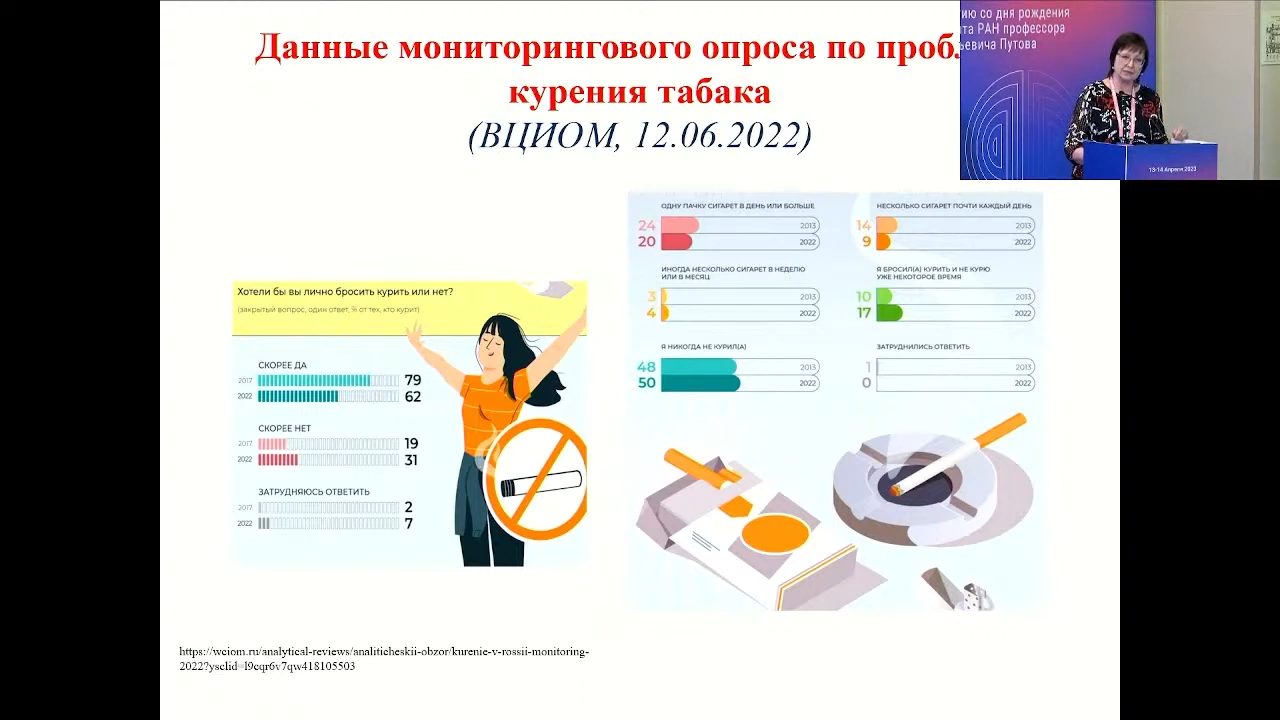 Данные мониторингового опроса по
курения табака
(ВЦИОМ, 12.06.2022)
со дня рождения
РАН профессора
Путова
13-14 Апреля 2023
Хотели бы вы лично бросить курить или нет?
(закрытый вопрос, один ответ, % от тех, кто курит)
СКОРЕЕ ДА
2017 79
2022 62
СКОРЕЕ НЕТ
2017 19
2022 31
ЗАТРУДНЯЮСЬ ОТВЕТИТЬ
2017 2
2022 7
ОДНУ ПАЧКУ СИГАРЕТ В ДЕНЬ ИЛИ БОЛЬШЕ
24 2013
20 2022
НЕСКОЛЬКО СИГАРЕТ ПОЧТИ КАЖДЫЙ ДЕНЬ
14 2013
9 2022
ИНОГДА НЕСКОЛЬКО СИГАРЕТ В НЕДЕЛЮ
ИЛИ В МЕСЯЦ
3 2013
4 2022
Я БРОСИЛ(А) КУРИТЬ И НЕ КУРЮ
УЖЕ НЕКОТОРОЕ ВРЕМЯ
10 2013
17 2022
Я НИКОГДА НЕ КУРИЛ(А)
48 2013
50 2022
ЗАТРУДНИЛИСЬ ОТВЕТИТЬ
1 2013
0 2022
https://wciom.ru/analytical-reviews/analiticheskii-obzor/kurenie-v-rossii-monitoring-
2022?ysclid=l9cqr6v7qw418105503